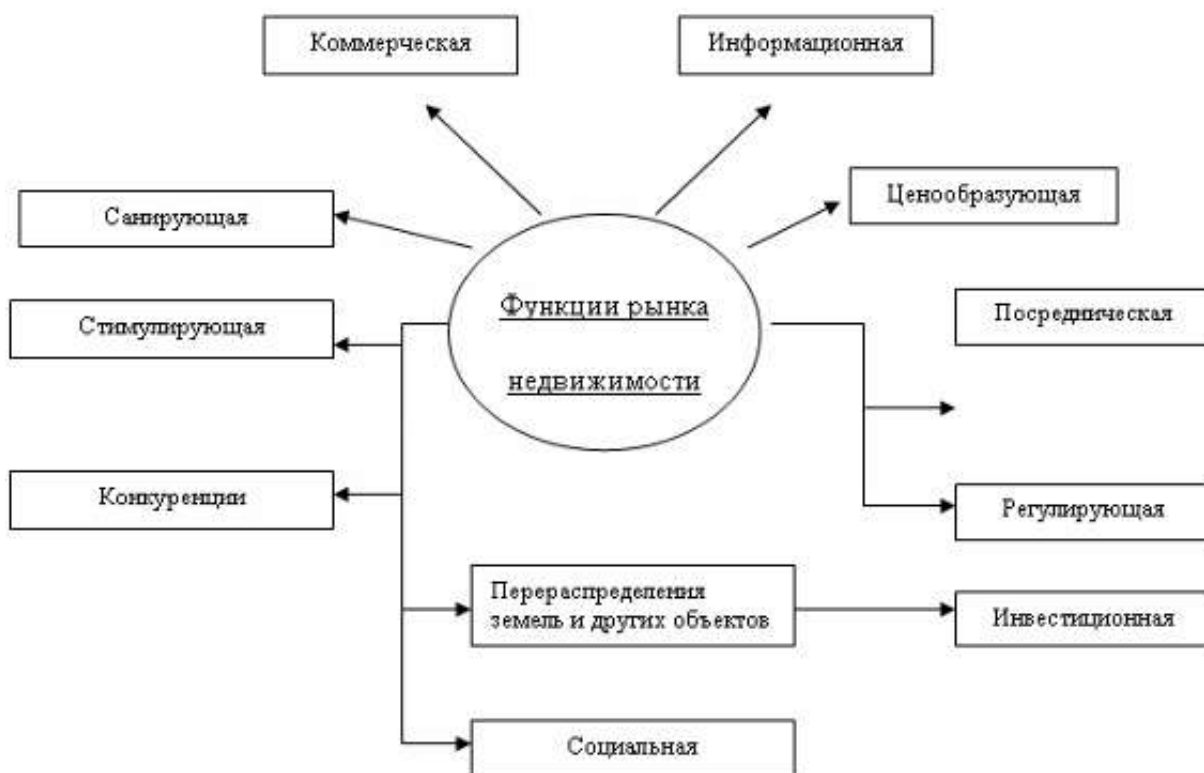 Коммерческая
Информационная
Санирующая
Ценообразующая
Стимулирующая
Функции рынка
недвижимости
Посредническая
Конкуренции
Регулирующая
Перераспределения
земель и других объектов
Инвестиционная
Социальная